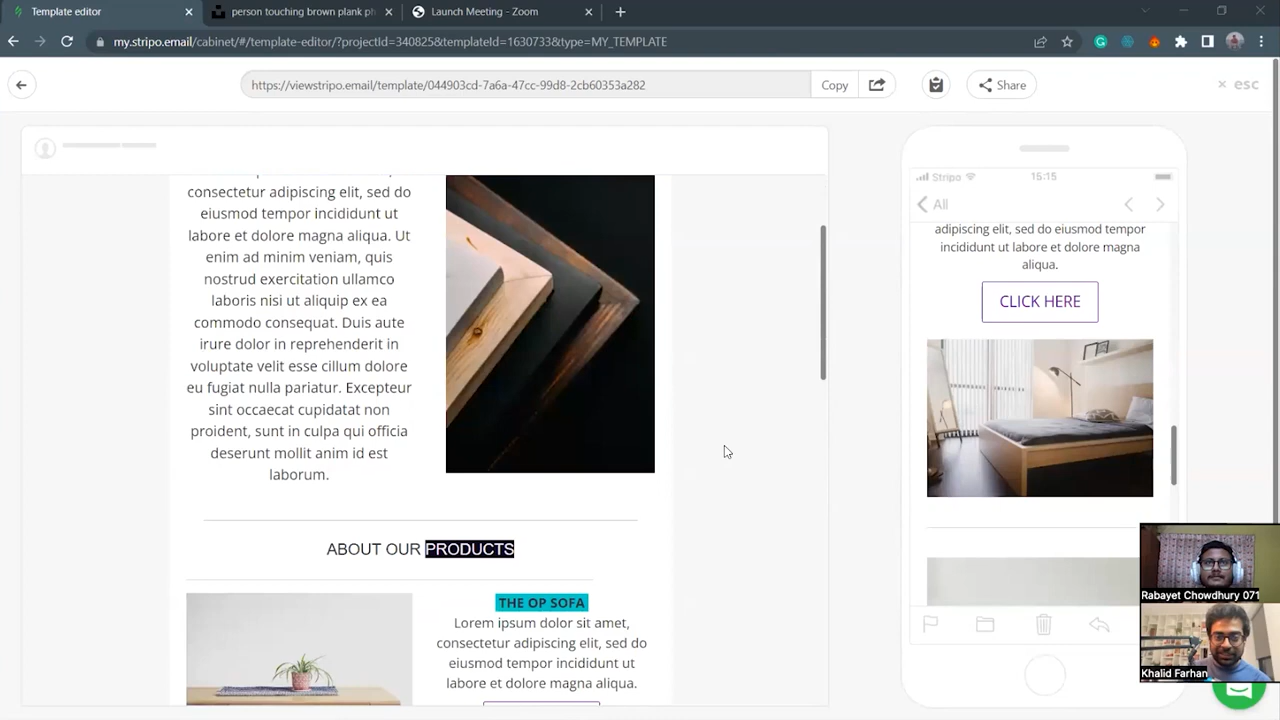 Template editor
person touching brown plank ph
Launch Meeting - Zoom
my.stripo.email/cabinet/#/template-editor/?projectId=340825&templateId=1630733&type=MY_TEMPLATE
https://viewstripo.email/template/044903cd-7a6a-47cc-99d8-2cb60353a282
Copy
Share
× esc
consectetur adipiscing elit, sed do
eiusmod tempor incididunt ut
labore et dolore magna aliqua. Ut
enim ad minim veniam, quis
nostrud exercitation ullamco
laboris nisi ut aliquip ex ea
commodo consequat. Duis aute
irure dolor in reprehenderit in
voluptate velit esse cillum dolore
eu fugiat nulla pariatur. Excepteur
sint occaecat cupidatat non
proident, sunt in culpa qui officia
deserunt mollit anim id est
laborum.
ABOUT OUR PRODUCTS
THE OP SOFA
Lorem ipsum dolor sit amet,
consectetur adipiscing elit, sed do
eiusmod tempor incididunt ut
labore et dolore magna aliqua.
Stripo
15:15
All
adipiscing elit, sed do eiusmod tempor
incididunt ut labore et dolore magna
aliqua.
CLICK HERE
Rabayet Chowdhury 071
Khalid Farhan